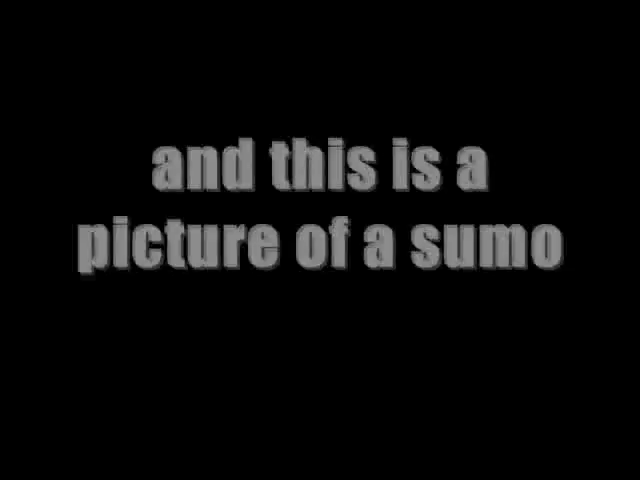 and this is a
picture of a sumo